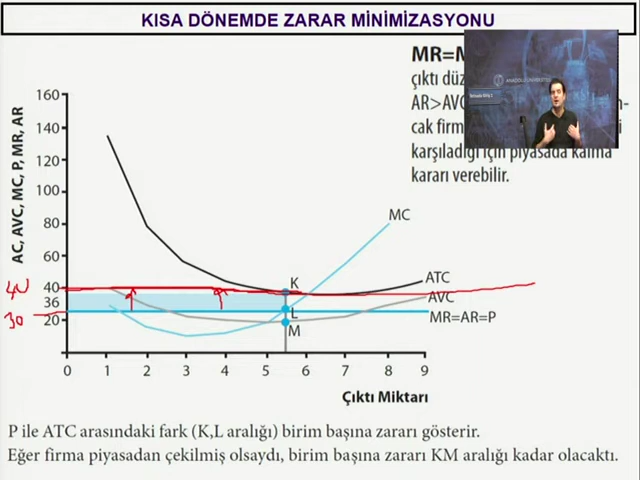 KISA DÖNEMDE ZARAR MİNİMİZASYONU
MR=M
çıktı düz
AR>AVC
n-
cak firm
i
karşıladığı için piyasada kalma
kararı verebilir.
ANADOLU
AC, AVC, MC, P, MR, AR
160
140
120
100
80
60
40
36
20
40
30
MC
K
ATC
AVC
L
MR=AR=P
M
0 1 2 3 4 5 6 7 8 9
Çıktı Miktarı
P ile ATC arasındaki fark (K,L aralığı) birim başına zararı gösterir.
Eğer firma piyasadan çekilmiş olsaydı, birim başına zararı KM aralığı kadar olacaktı.